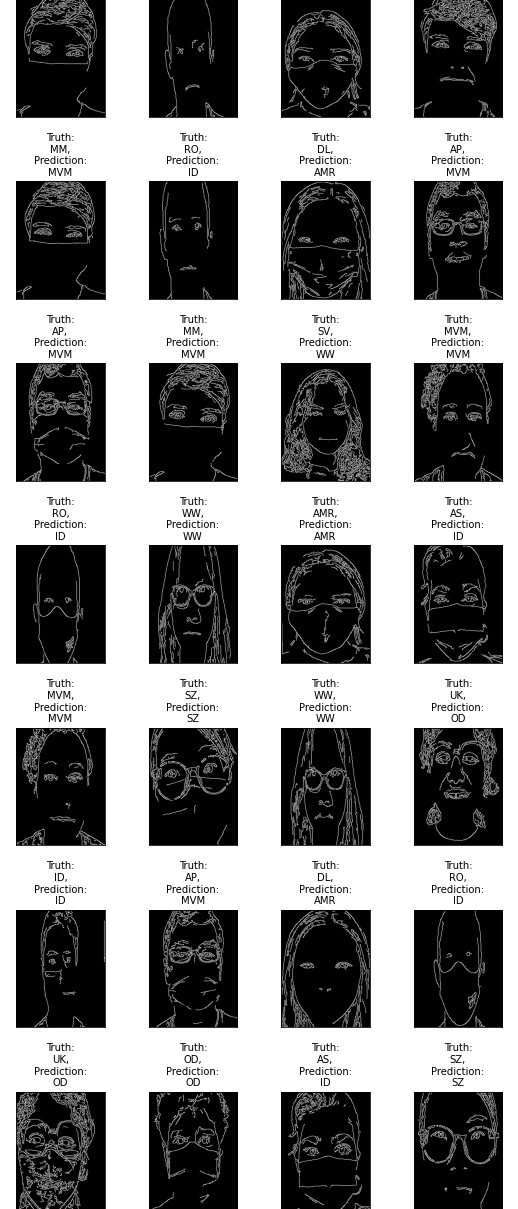 Truth:
MM,
Prediction:
MVM
Truth:
RO,
Prediction:
ID
Truth:
DL,
Prediction:
AMR
Truth:
AP,
Prediction:
MVM
Truth:
AP,
Prediction:
MVM
Truth:
MM,
Prediction:
MVM
Truth:
SV,
Prediction:
WW
Truth:
MVM,
Prediction:
MVM
Truth:
RO,
Prediction:
ID
Truth:
WW,
Prediction:
WW
Truth:
AMR,
Prediction:
AMR
Truth:
AS,
Prediction:
ID
Truth:
MVM,
Prediction:
MVM
Truth:
SZ,
Prediction:
SZ
Truth:
WW,
Prediction:
WW
Truth:
UK,
Prediction:
OD
Truth:
ID,
Prediction:
ID
Truth:
AP,
Prediction:
MVM
Truth:
DL,
Prediction:
AMR
Truth:
RO,
Prediction:
ID
Truth:
UK,
Prediction:
OD
Truth:
OD,
Prediction:
OD
Truth:
AS,
Prediction:
ID
Truth:
SZ,
Prediction:
SZ